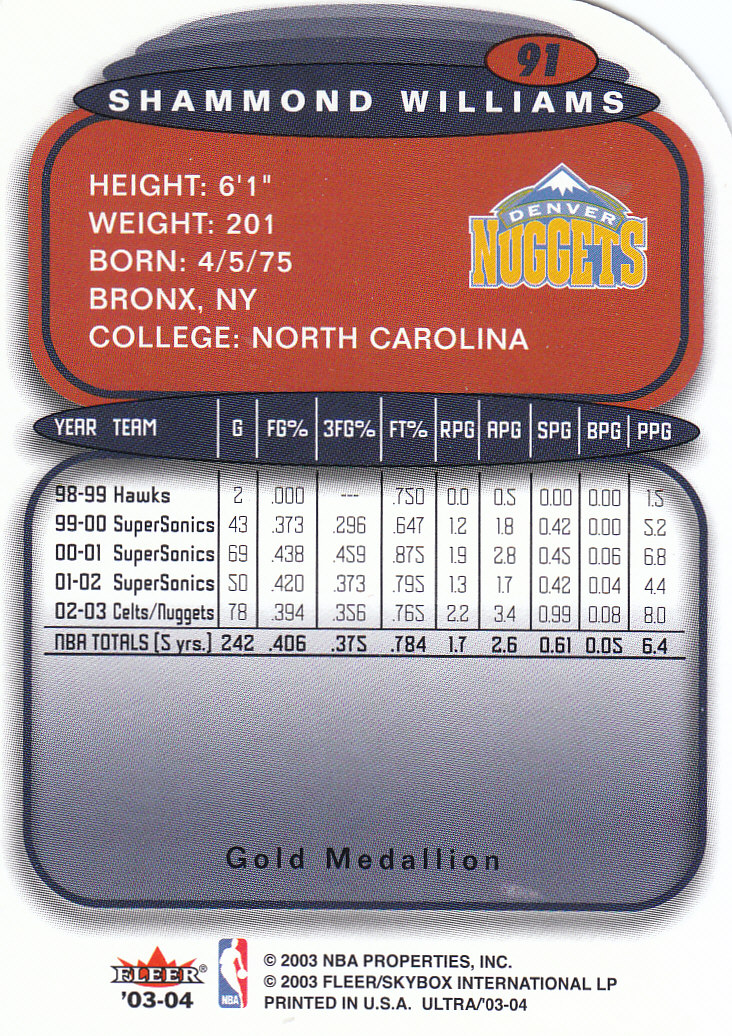 91
SHAMMOND WILLIAMS
HEIGHT: 6'1"
WEIGHT: 201
BORN: 4/5/75
BRONX, NY
COLLEGE: NORTH CAROLINA
DENVER
NUGGETS
YEAR TEAM G FG% 3FG% FT% RPG APG SPG BPG PPG
98-99 Hawks 2 .000 --- .750 0.0 0.5 0.00 0.00 1.5
99-00 SuperSonics 43 .373 .296 .647 1.2 1.8 0.42 0.00 5.2
00-01 SuperSonics 69 .438 .459 .875 1.9 2.8 0.45 0.06 6.8
01-02 SuperSonics 50 .420 .373 .795 1.3 1.7 0.42 0.04 4.4
02-03 Celts/Nuggets 78 .394 .356 .765 2.2 3.4 0.99 0.08 8.0
NBA TOTALS (5 yrs.) 242 .406 .375 .784 1.7 2.6 0.61 0.05 6.4
Gold Medallion
FLEER®
'03-04
NBA
© 2003 NBA PROPERTIES, INC.
© 2003 FLEER/SKYBOX INTERNATIONAL LP
PRINTED IN U.S.A. ULTRA/'03-04